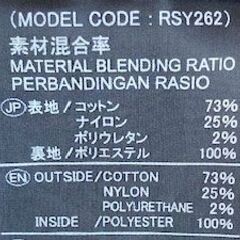 (MODEL CODE : RSY262)
素材混合率
MATERIAL BLENDING RATIO
PERBANDINGAN RASIO
JP 表地/コットン 73%
ナイロン 25%
ポリウレタン 2%
裏地/ポリエステル 100%
EN OUTSIDE/COTTON 73%
NYLON 25%
POLYURETHANE 2%
INSIDE /POLYESTER 100%